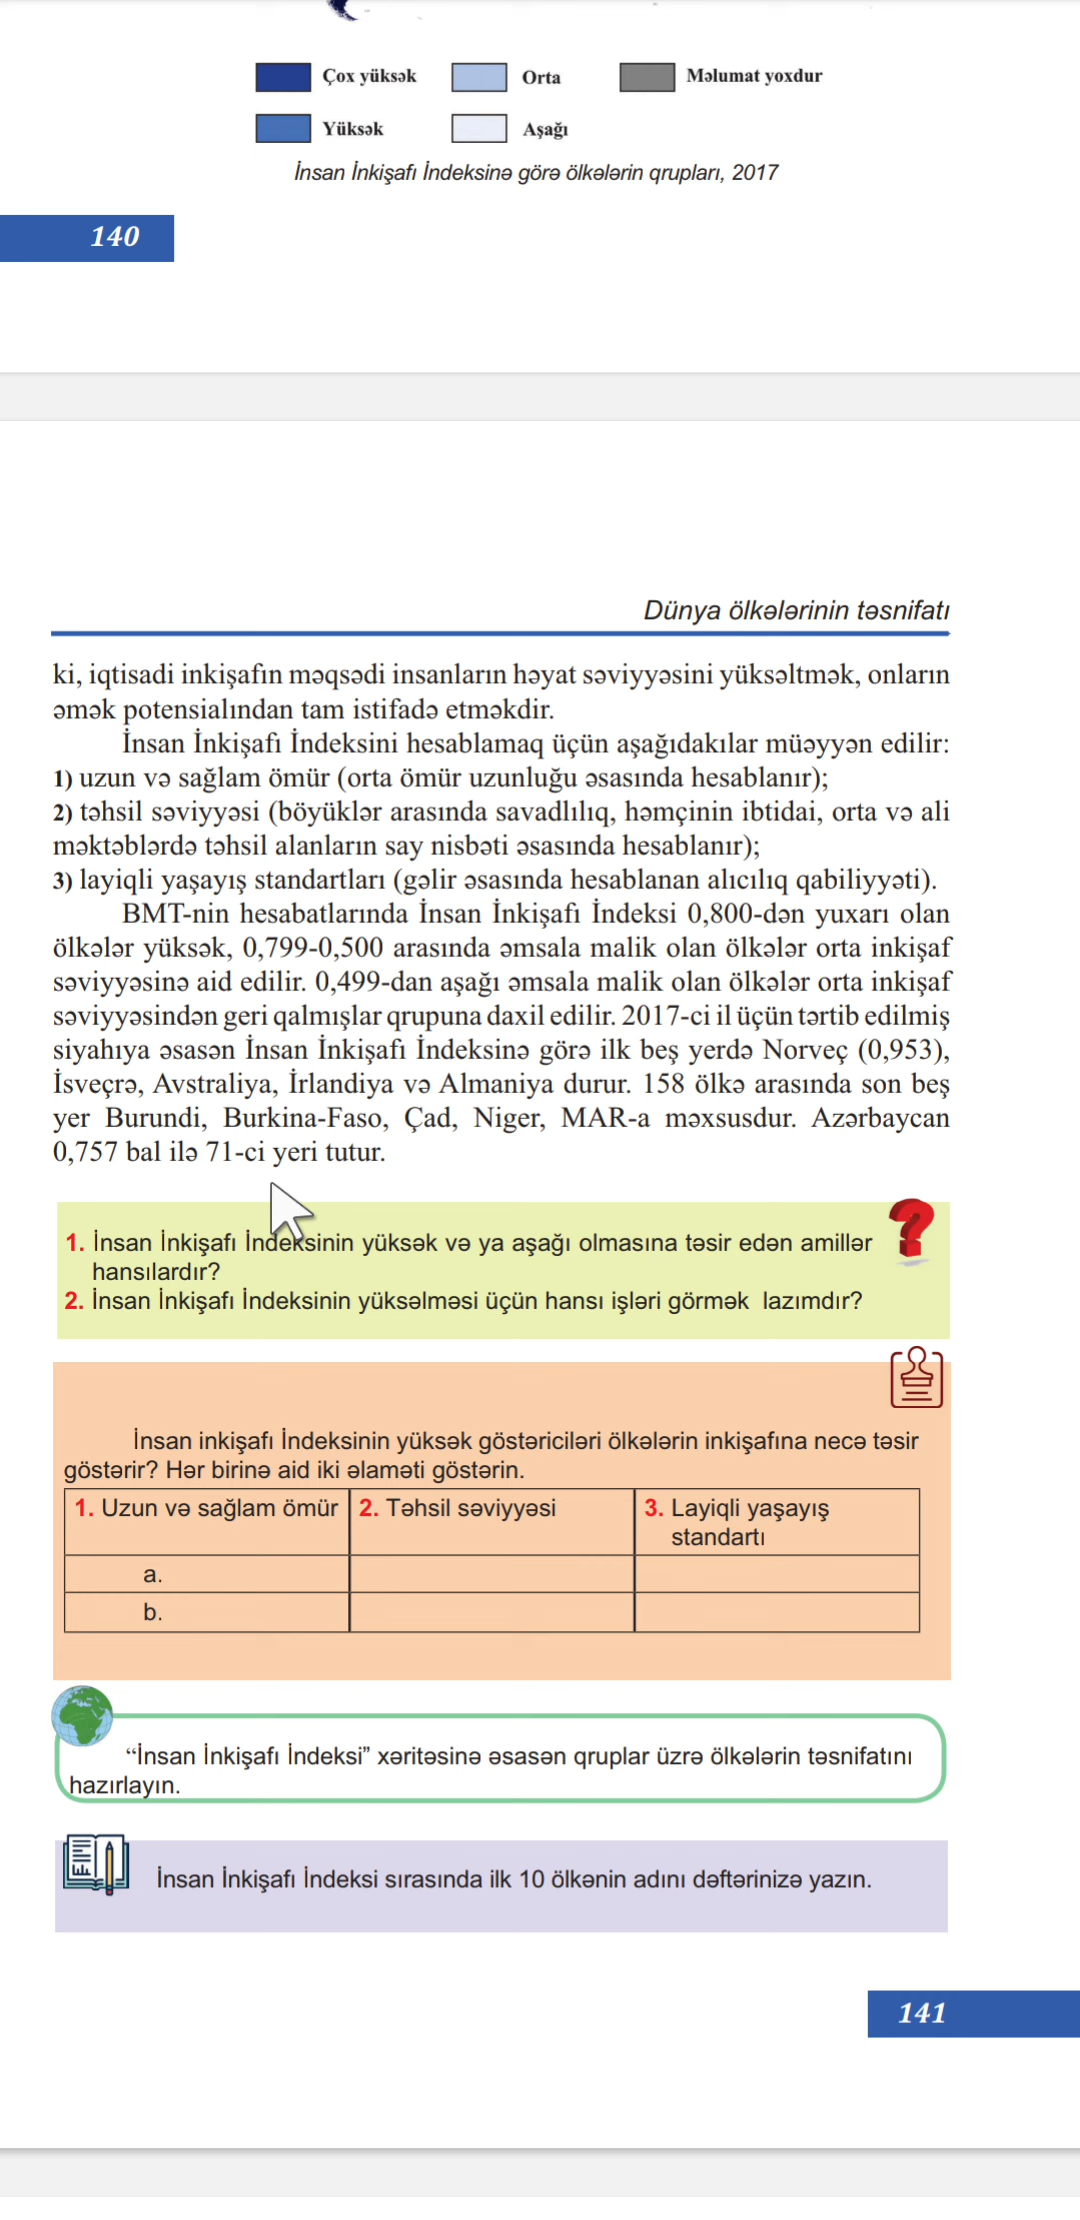 Çox yüksək Orta Məlumat yoxdur
Yüksək Aşağı
İnsan İnkişafı İndeksinə görə ölkələrin qrupları, 2017
140
Dünya ölkələrinin təsnifatı
ki, iqtisadi inkişafın məqsədi insanların həyat səviyyəsini yüksəltmək, onların
əmək potensialından tam istifadə etməkdir.
İnsan İnkişafı İndeksini hesablamaq üçün aşağıdakılar müəyyən edilir:
1) uzun və sağlam ömür (orta ömür uzunluğu əsasında hesablanır);
2) təhsil səviyyəsi (böyüklər arasında savadlılıq, həmçinin ibtidai, orta və ali
məktəblərdə təhsil alanların say nisbəti əsasında hesablanır);
3) layiqli yaşayış standartları (gəlir əsasında hesablanan alıcılıq qabiliyyəti).
BMT-nin hesabatlarında İnsan İnkişafı İndeksi 0,800-dən yuxarı olan
ölkələr yüksək, 0,799-0,500 arasında əmsala malik olan ölkələr orta inkişaf
səviyyəsinə aid edilir. 0,499-dan aşağı əmsala malik olan ölkələr orta inkişaf
səviyyəsindən geri qalmışlar qrupuna daxil edilir. 2017-ci il üçün tərtib edilmiş
siyahıya əsasən İnsan İnkişafı İndeksinə görə ilk beş yerdə Norveç (0,953),
İsveçrə, Avstraliya, İrlandiya və Almaniya durur. 158 ölkə arasında son beş
yer Burundi, Burkina-Faso, Çad, Niger, MAR-a məxsusdur. Azərbaycan
0,757 bal ilə 71-ci yeri tutur.
1. İnsan İnkişafı İndeksinin yüksək və ya aşağı olmasına təsir edən amillər
hansılardır?
2. İnsan İnkişafı İndeksinin yüksəlməsi üçün hansı işləri görmək lazımdır?
İnsan inkişafı İndeksinin yüksək göstəriciləri ölkələrin inkişafına necə təsir
göstərir? Hər birinə aid iki əlaməti göstərin.
1. Uzun və sağlam ömür 2. Təhsil səviyyəsi 3. Layiqli yaşayış
standartı
a.
b.
“İnsan İnkişafı İndeksi” xəritəsinə əsasən qruplar üzrə ölkələrin təsnifatını
hazırlayın.
İnsan İnkişafı İndeksi sırasında ilk 10 ölkənin adını dəftərinizə yazın.
141